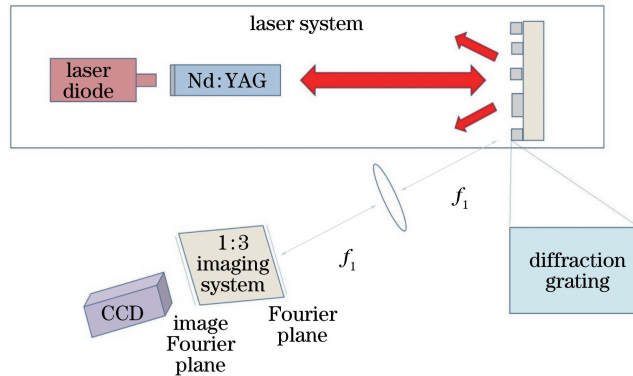 laser system
laser
diode
Nd:YAG
f1
f1
1:3
imaging
system
CCD
image
Fourier
plane
Fourier
plane
diffraction
grating